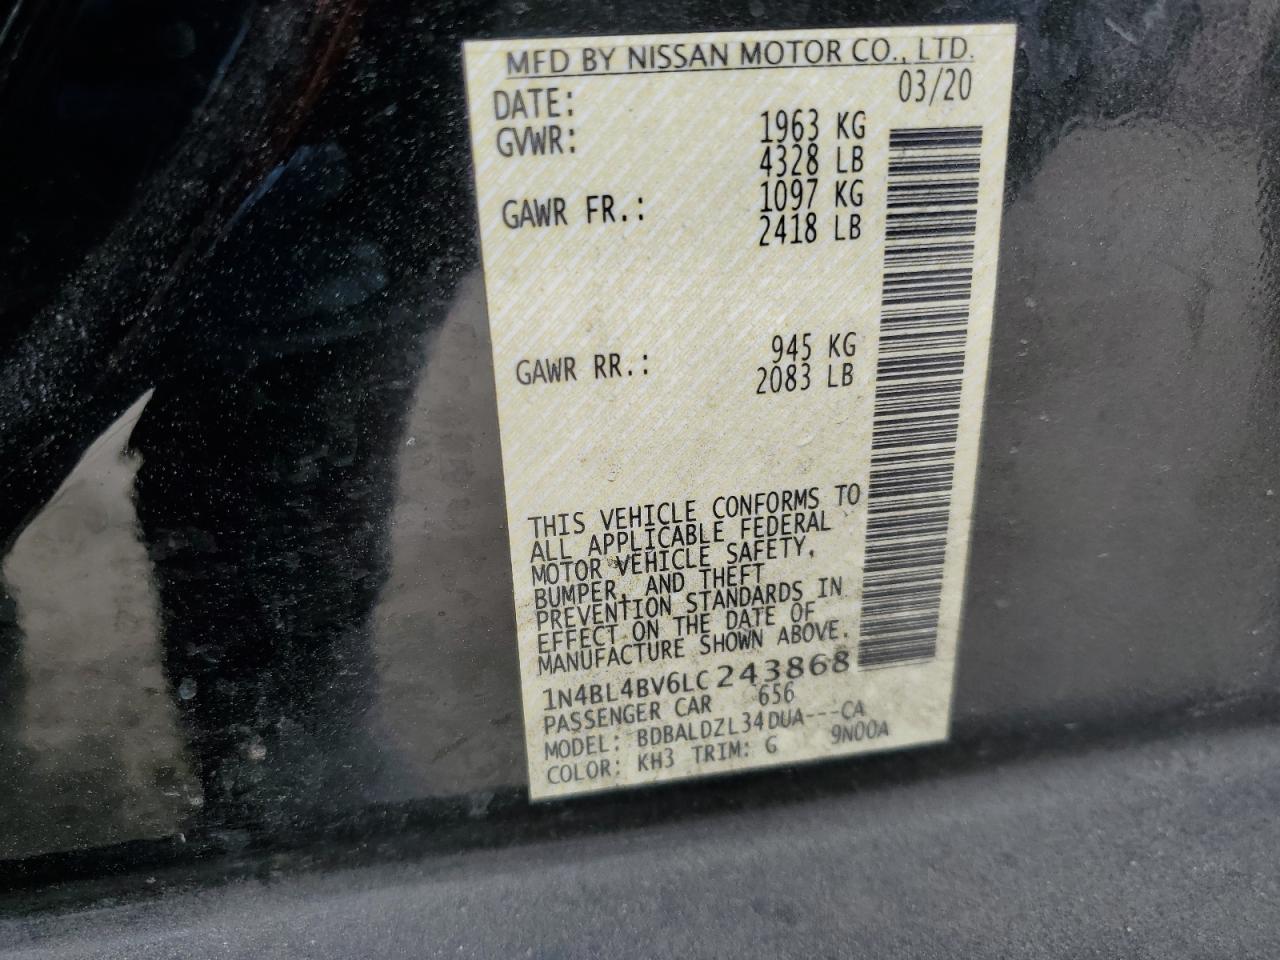 MFD BY NISSAN MOTOR CO., LTD.
DATE: 03/20
GVWR: 1963 KG
4328 LB
GAWR FR.: 1097 KG
2418 LB
GAWR RR.: 945 KG
2083 LB
THIS VEHICLE CONFORMS TO
ALL APPLICABLE FEDERAL
MOTOR VEHICLE SAFETY,
BUMPER, AND THEFT
PREVENTION STANDARDS IN
EFFECT ON THE DATE OF
MANUFACTURE SHOWN ABOVE.
1N4BL4BV6LC243868
PASSENGER CAR 656
MODEL: BDBALDZL34DUA---CA
COLOR: KH3 TRIM: G 9N00A